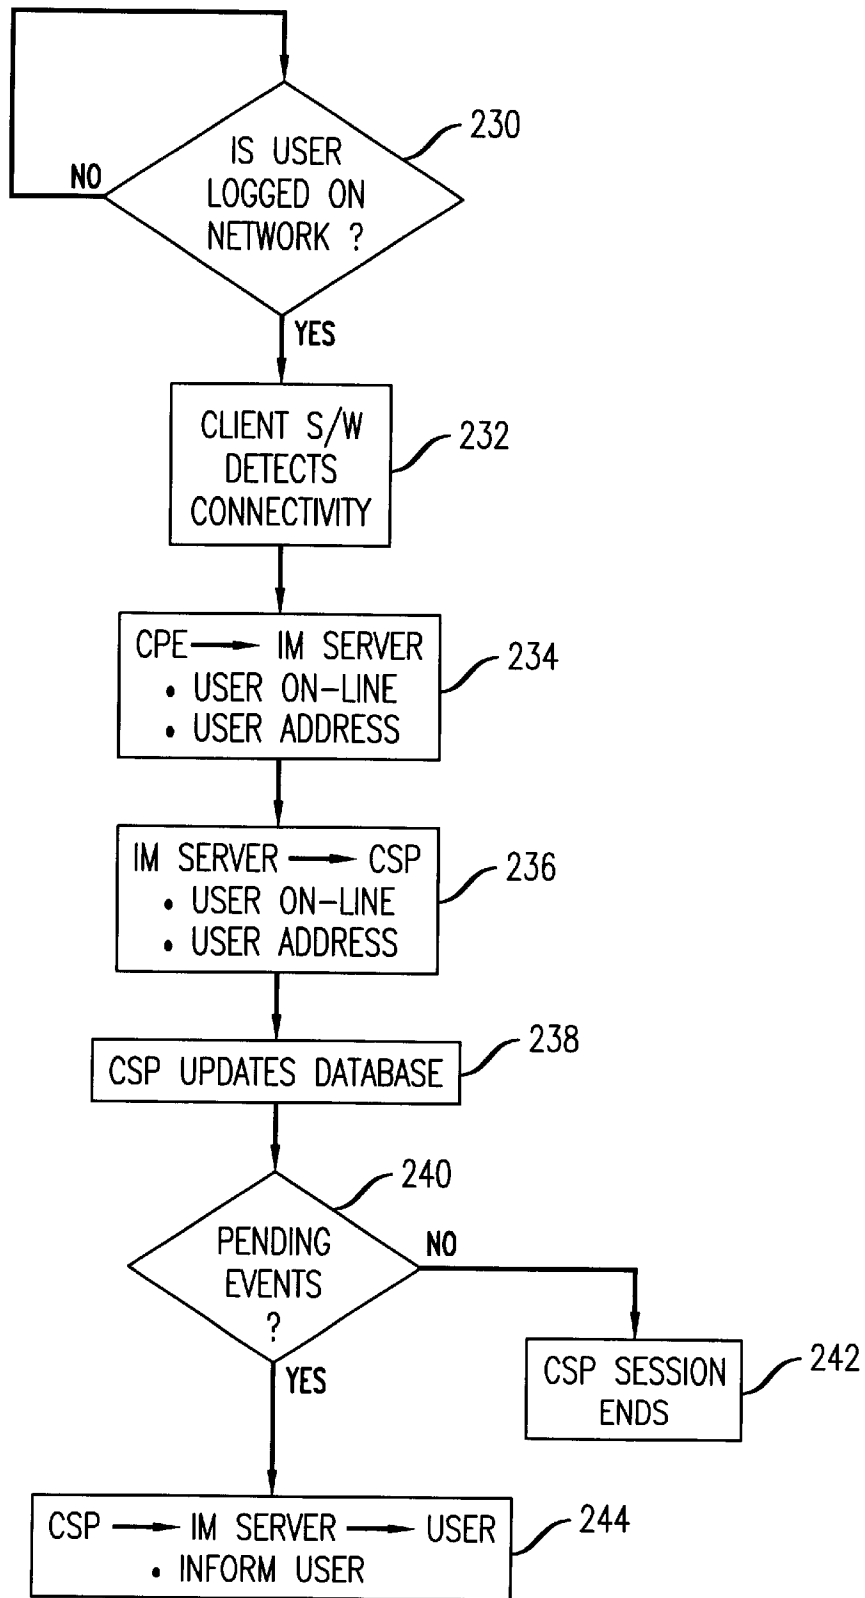 230
IS USER
LOGGED ON
NETWORK ?
NO
YES
CLIENT S/W
DETECTS
CONNECTIVITY
232
CPE → IM SERVER
• USER ON-LINE
• USER ADDRESS
234
IM SERVER → CSP
• USER ON-LINE
• USER ADDRESS
236
CSP UPDATES DATABASE
238
240
PENDING
EVENTS
?
NO
YES
CSP SESSION
ENDS
242
CSP → IM SERVER → USER
• INFORM USER
244